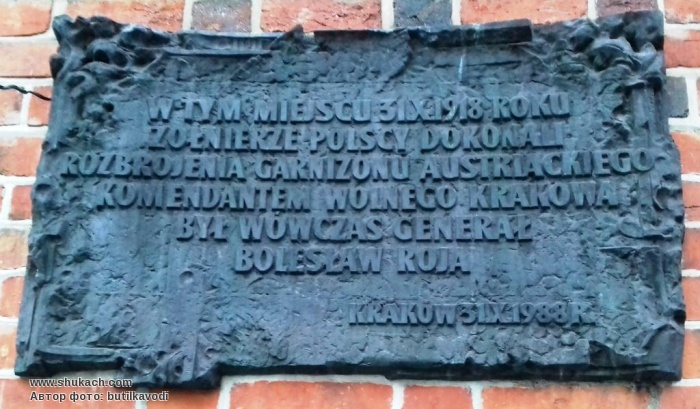 W TYM MIEJSCU 31.X.1918 ROKU
ŻOŁNIERZE POLSCY DOKONALI
ROZBROJENIA GARNIZONU AUSTRIACKIEGO
KOMENDANTEM WOLNEGO KRAKOWA
BYŁ WÓWCZAS GENERAŁ
BOLESŁAW ROJA
KRAKÓW 31.X.1988 R.
www.shukach.com
Автор фото: butilkavodi